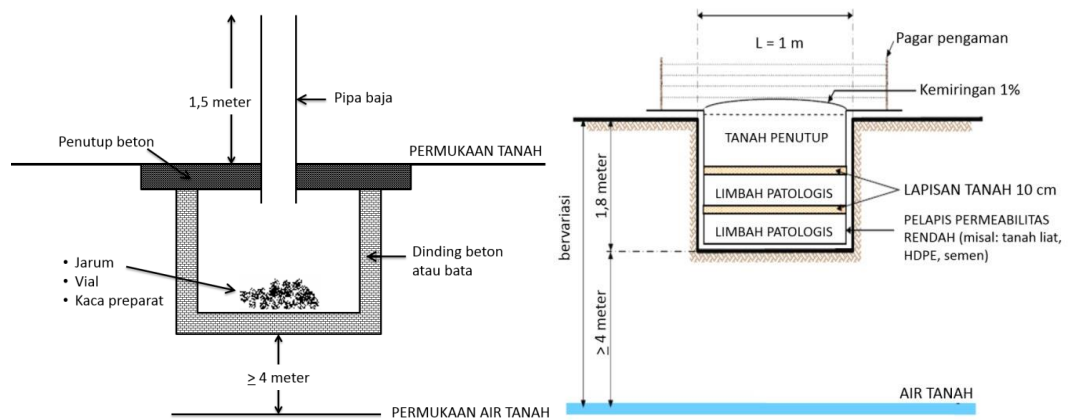 1,5 meter
Pipa baja
Penutup beton
PERMUKAAN TANAH
• Jarum
• Vial
• Kaca preparat
Dinding beton
atau bata
≥ 4 meter
PERMUKAAN AIR TANAH
L = 1 m
Pagar pengaman
Kemiringan 1%
TANAH PENUTUP
bervariasi
1,8 meter
LIMBAH PATOLOGIS
LAPISAN TANAH 10 cm
LIMBAH PATOLOGIS
PELAPIS PERMEABILITAS
RENDAH (misal: tanah liat,
HDPE, semen)
≥ 4 meter
AIR TANAH